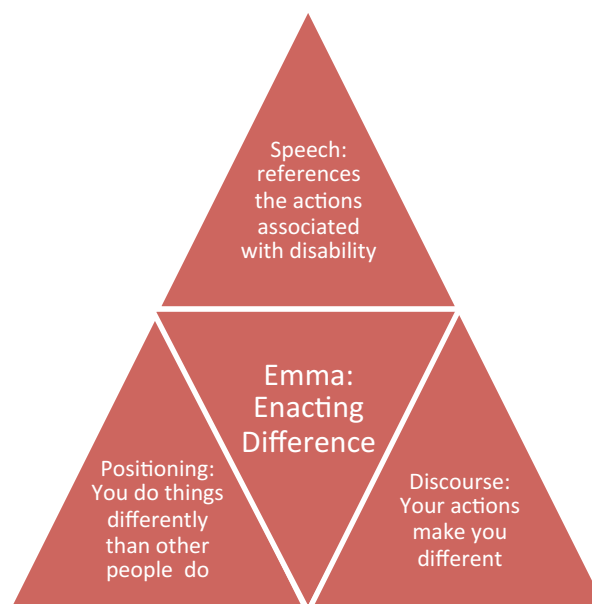 Speech:
references
the actions
associated
with disability
Emma:
Enacting
Difference
Positioning:
You do things
differently
than other
people do
Discourse:
Your actions
make you
different